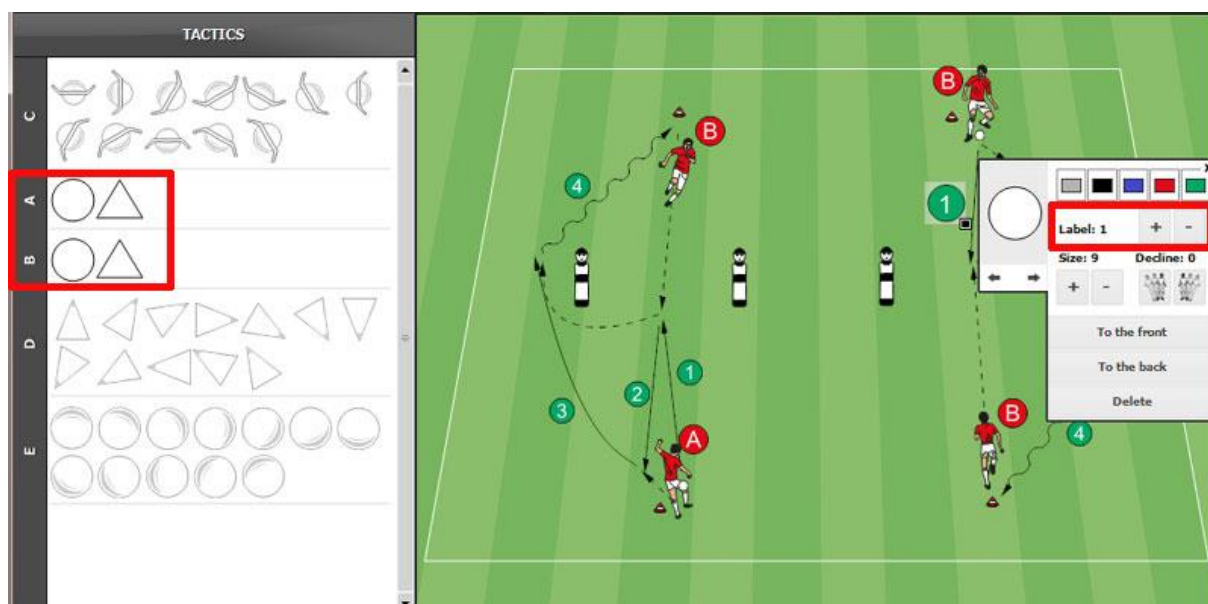 TACTICS
C
A
B
D
E
B
B
4
1
x
Label: 1 + -
Size: 9 Decline: 0
+ -
To the front
To the back
Delete
1
2
3
A
B
4